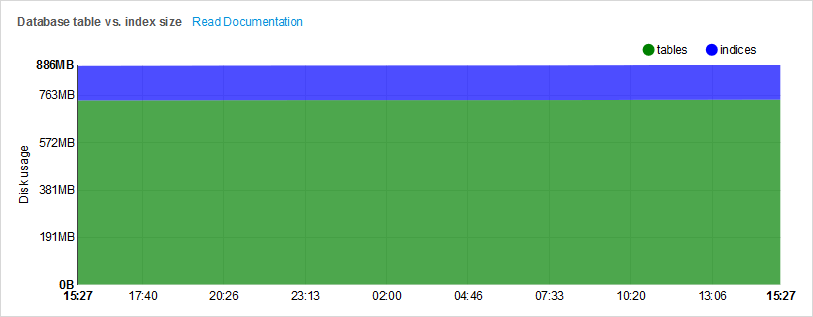 Database table vs. index size Read Documentation
tables indices
886MB
763MB
572MB
381MB
191MB
0B
Disk usage
15:27 17:40 20:26 23:13 02:00 04:46 07:33 10:20 13:06 15:27